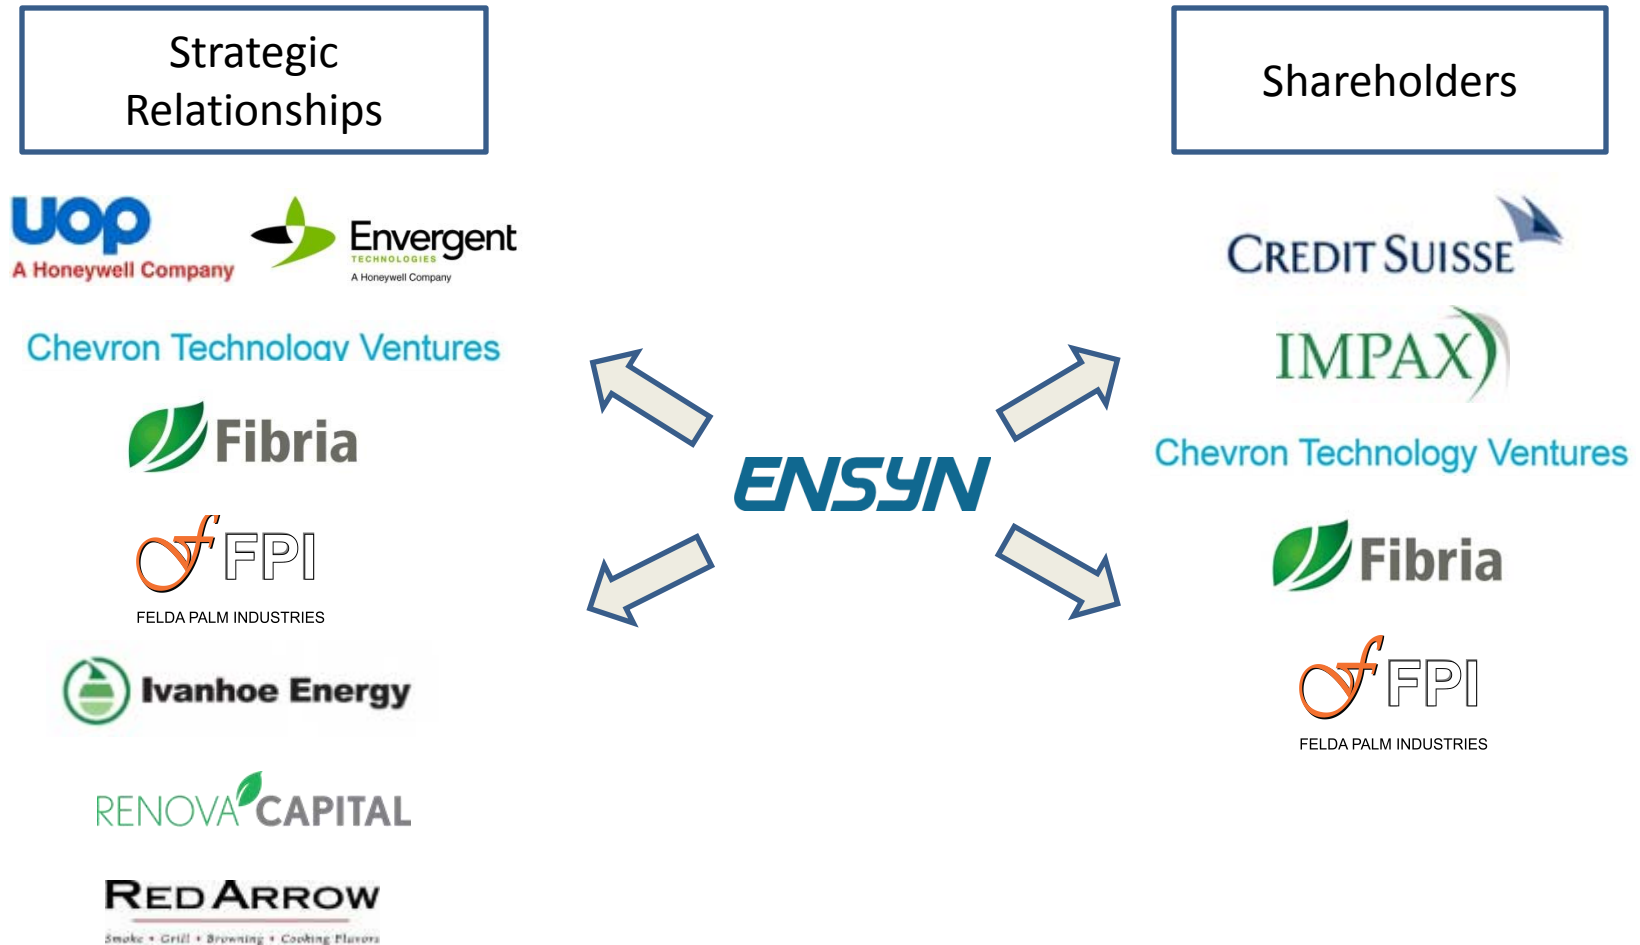 Strategic
Relationships
Shareholders
UOP
A Honeywell Company
Envergent
TECHNOLOGIES
A Honeywell Company
Chevron Technology Ventures
Fibria
f FPI
FELDA PALM INDUSTRIES
Ivanhoe Energy
RENOVA CAPITAL
RED ARROW
Smoke • Grill • Browning • Cooking Flavors
ENSYN
CREDIT SUISSE
IMPAX
Chevron Technology Ventures
Fibria
f FPI
FELDA PALM INDUSTRIES